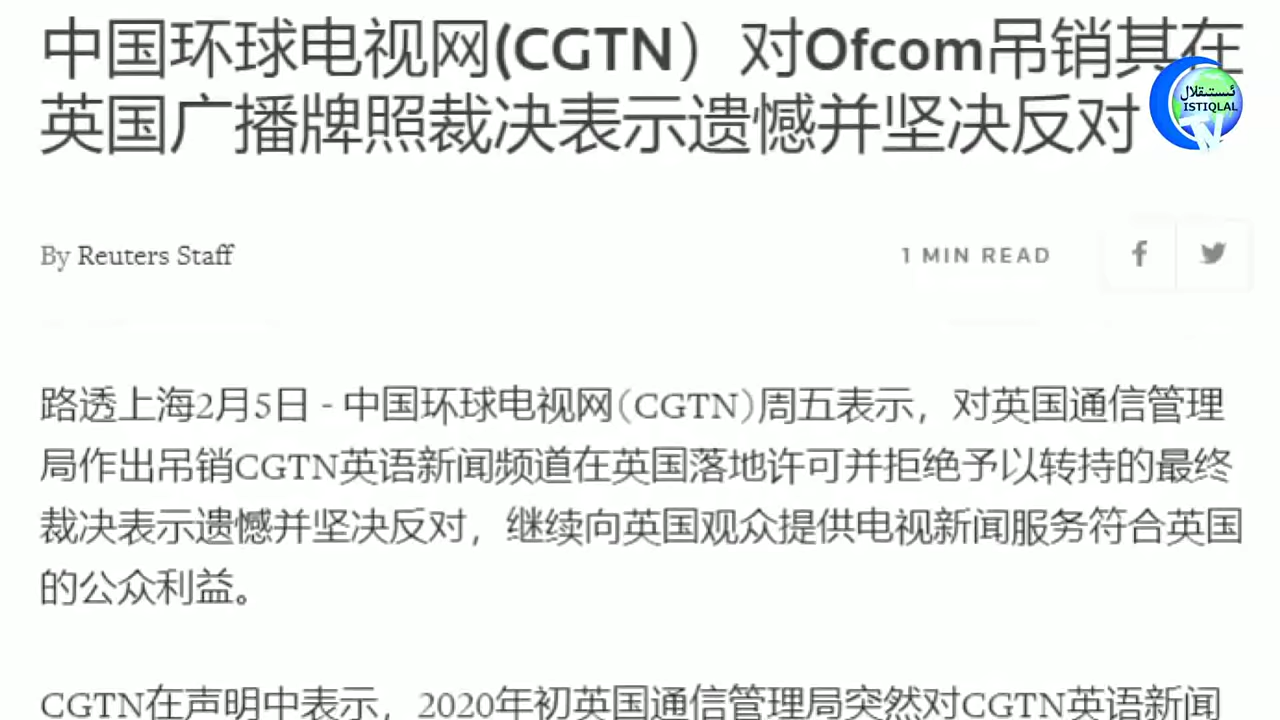 中国环球电视网(CGTN）对Ofcom吊销其在
英国广播牌照裁决表示遗憾并坚决反对
ئىستىقلال
ISTIQLAL
TV
By Reuters Staff
1 MIN READ
路透上海2月5日 - 中国环球电视网(CGTN)周五表示，对英国通信管理
局作出吊销CGTN英语新闻频道在英国落地许可并拒绝予以转持的最终
裁决表示遗憾并坚决反对，继续向英国观众提供电视新闻服务符合英国
的公众利益。
CGTN在声明中表示，2020年初英国通信管理局突然对CGTN英语新闻